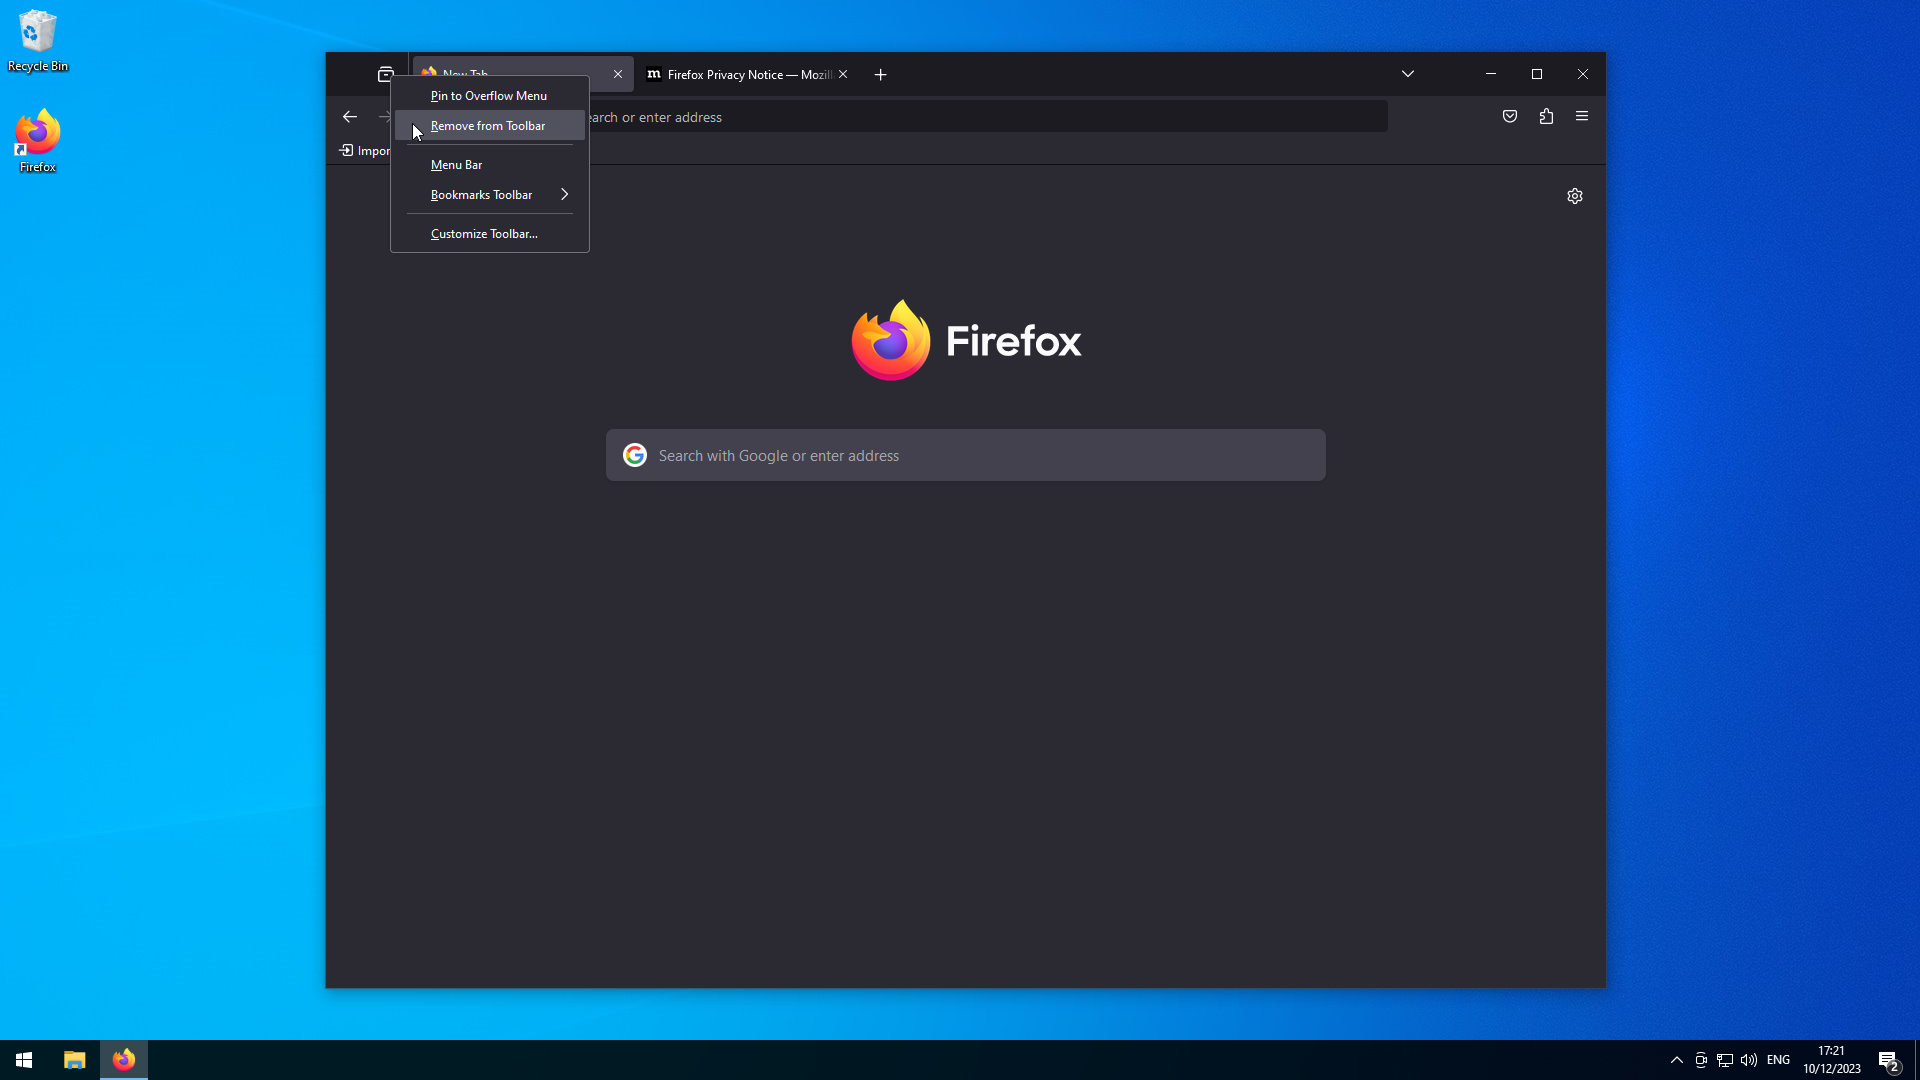 Recycle Bin
Firefox
New Tab
Firefox Privacy Notice — Mozill
Pin to Overflow Menu
Remove from Toolbar
Menu Bar
Bookmarks Toolbar
Customize Toolbar...
earch or enter address
Impor
Firefox
Search with Google or enter address
ENG
17:21
10/12/2023
2